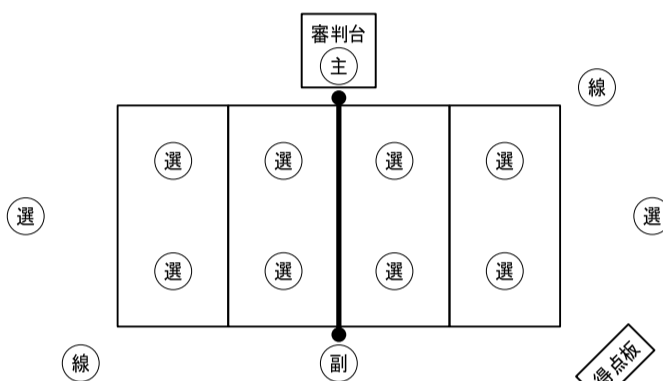 審判台
主
線
選 選 選 選
選 選
選 選 選 選
線 副 得点板